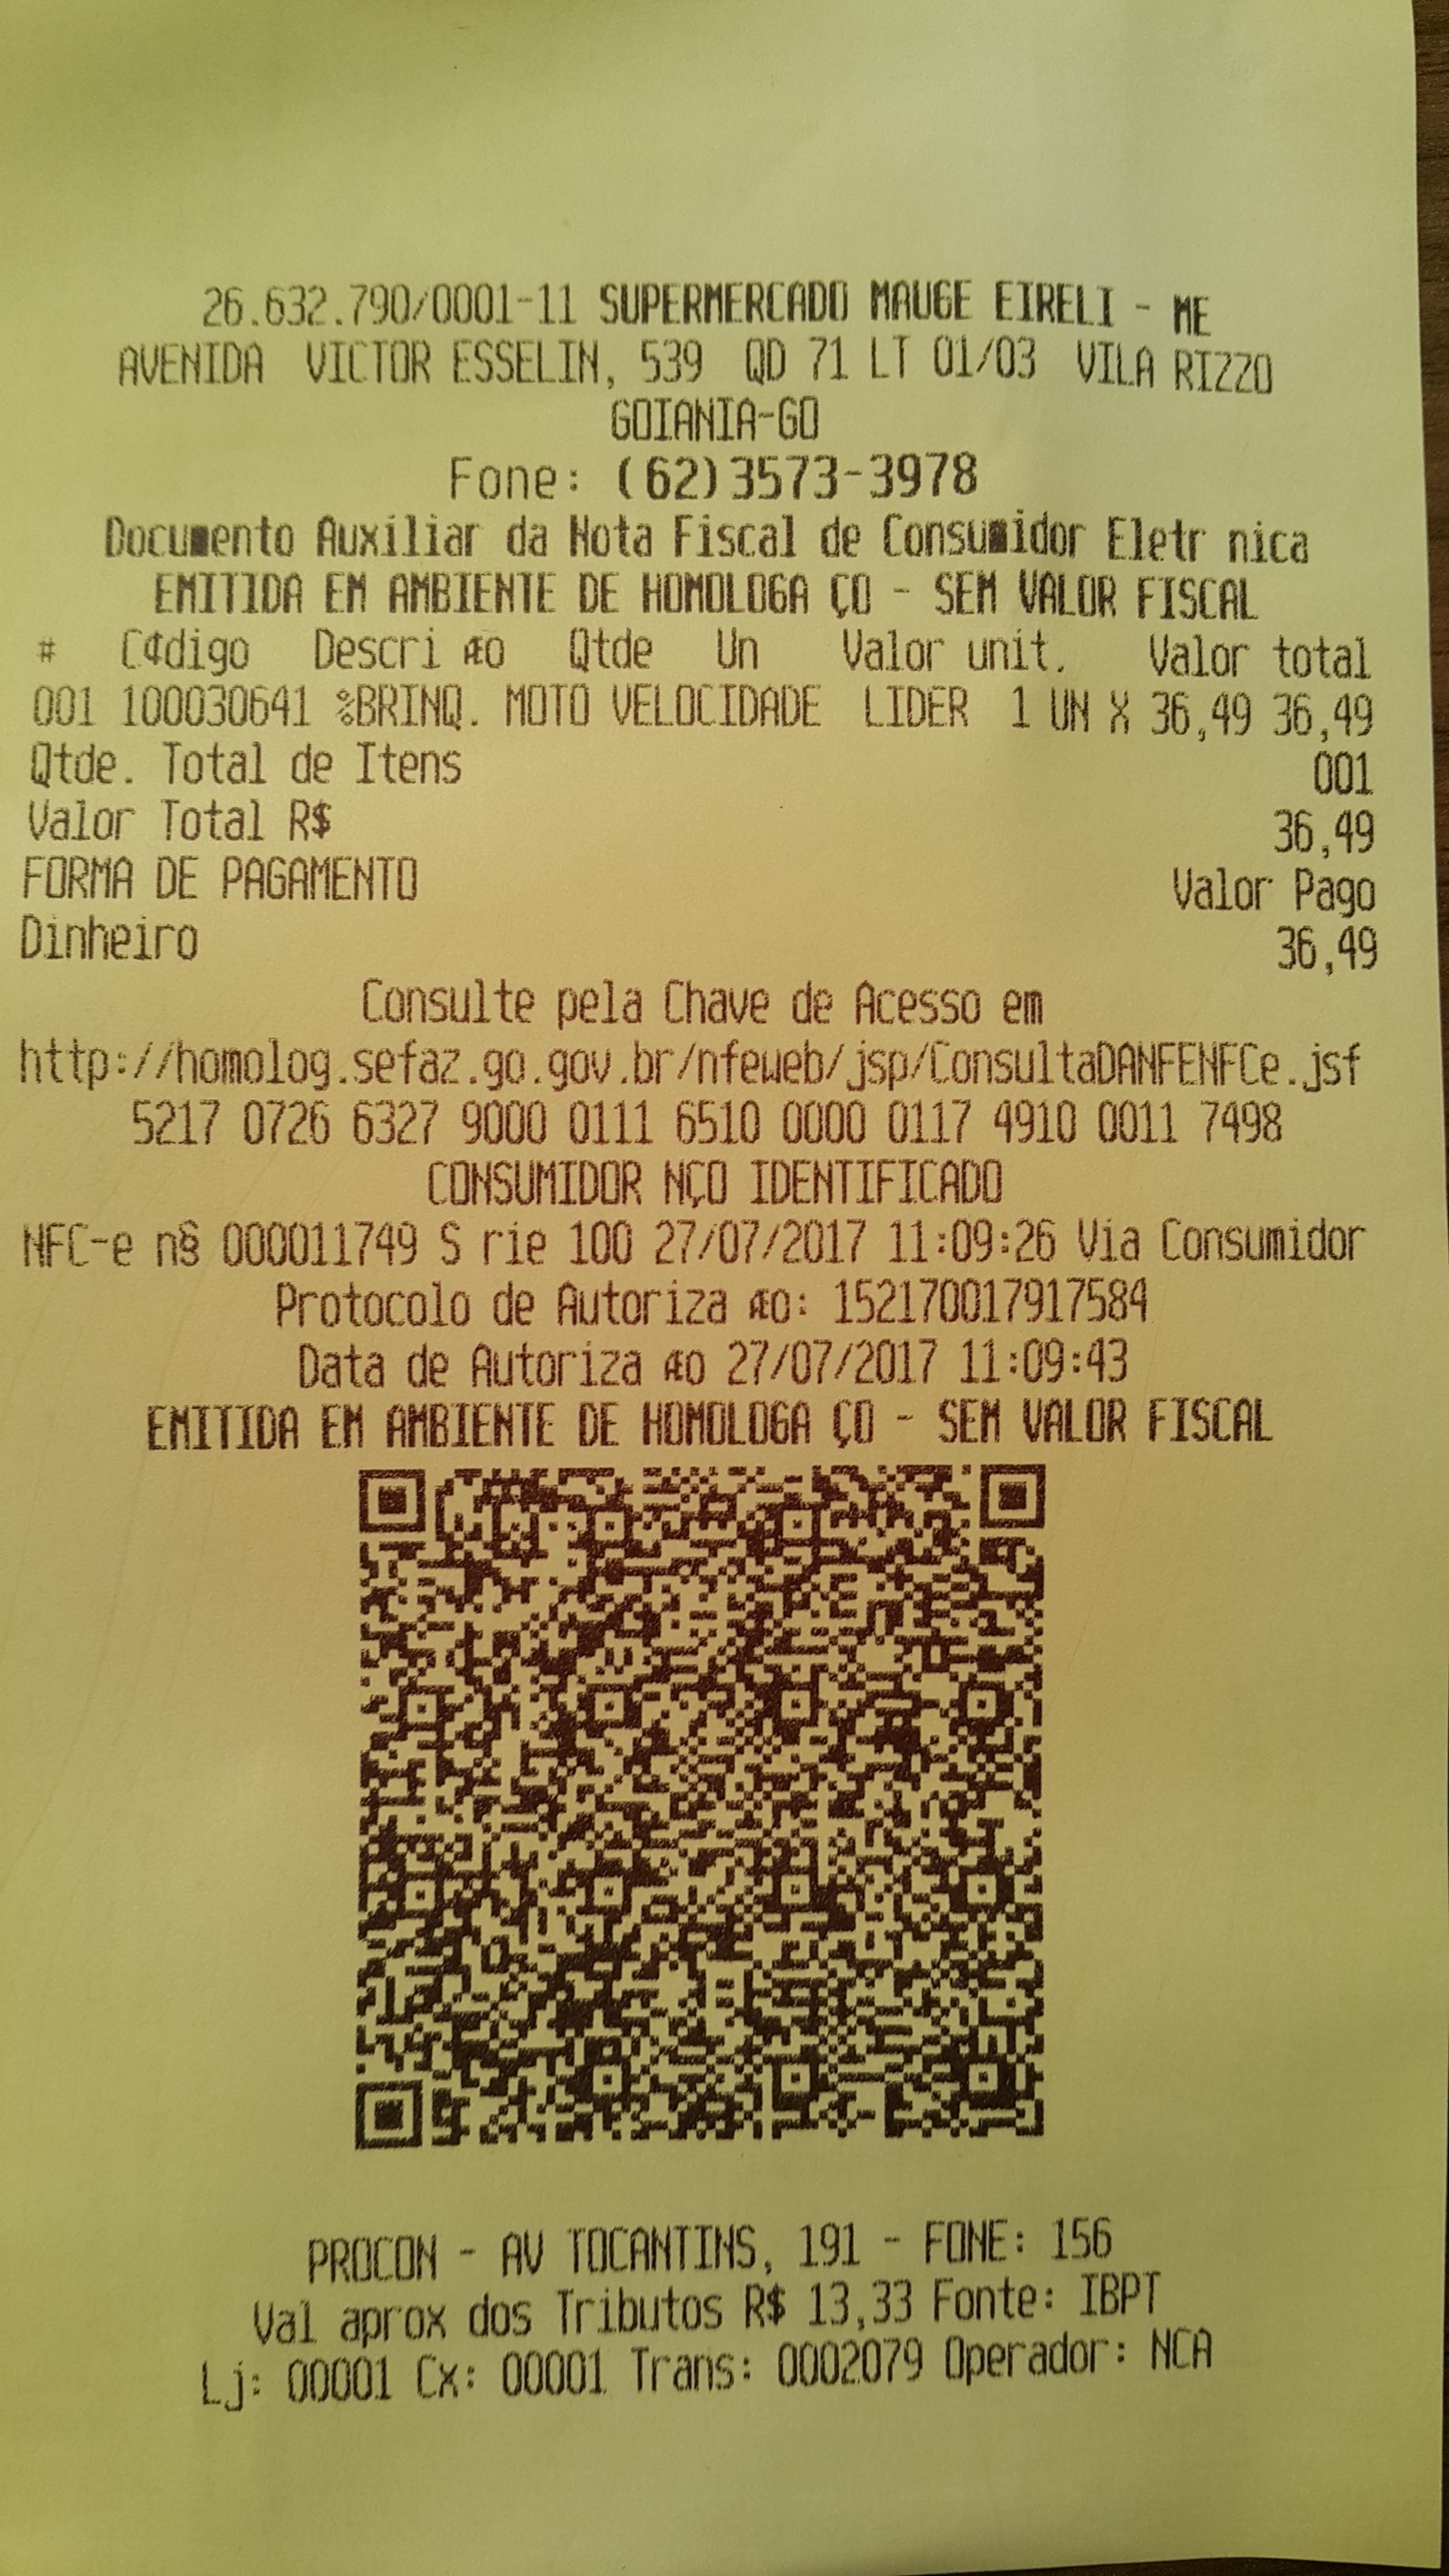 26.632.790/0001-11 SUPERMERCADO MAUGE EIRELI - ME
AVENIDA VICTOR ESSELIN, 539 QD 71 LT 01/03 VILA RIZZO
GOIANIA-GO
Fone: (62)3573-3978
Documento Auxiliar da Nota Fiscal de Consumidor Eletr nica
EMITIDA EM AMBIENTE DE HOMOLOGA ÇO - SEM VALOR FISCAL
# C¢digo Descri æo Qtde Un Valor unit. Valor total
001 100030641 %BRINQ. MOTO VELOCIDADE LIDER 1 UN X 36,49 36,49
Qtde. Total de Itens 001
Valor Total R$ 36,49
FORMA DE PAGAMENTO Valor Pago
Dinheiro 36,49
Consulte pela Chave de Acesso em
http://homolog.sefaz.go.gov.br/nfeweb/jsp/ConsultaDANFENFCe.jsf
5217 0726 6327 9000 0111 6510 0000 0117 4910 0011 7498
CONSUMIDOR NÇO IDENTIFICADO
NFC-e n§ 000011749 S rie 100 27/07/2017 11:09:26 Via Consumidor
Protocolo de Autoriza æo: 152170017917584
Data de Autoriza æo 27/07/2017 11:09:43
EMITIDA EM AMBIENTE DE HOMOLOGA ÇO - SEM VALOR FISCAL
PROCON - AV TOCANTINS, 191 - FONE: 156
Val aprox dos Tributos R$ 13,33 Fonte: IBPT
Lj: 00001 Cx: 00001 Trans: 0002079 Operador: NCA